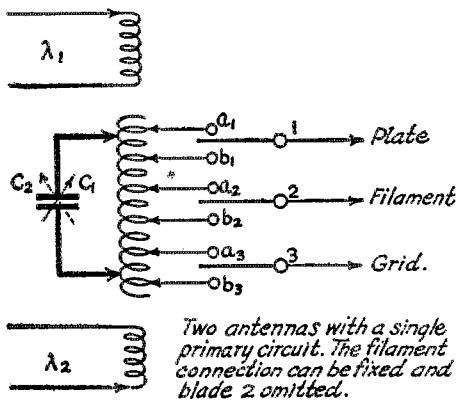 λ1
a1
1
Plate
b1
C2
C1
a2
2
Filament
b2
a3
3
Grid.
b3
λ2
Two antennas with a single
primary circuit. The filament
connection can be fixed and
blade 2 omitted.